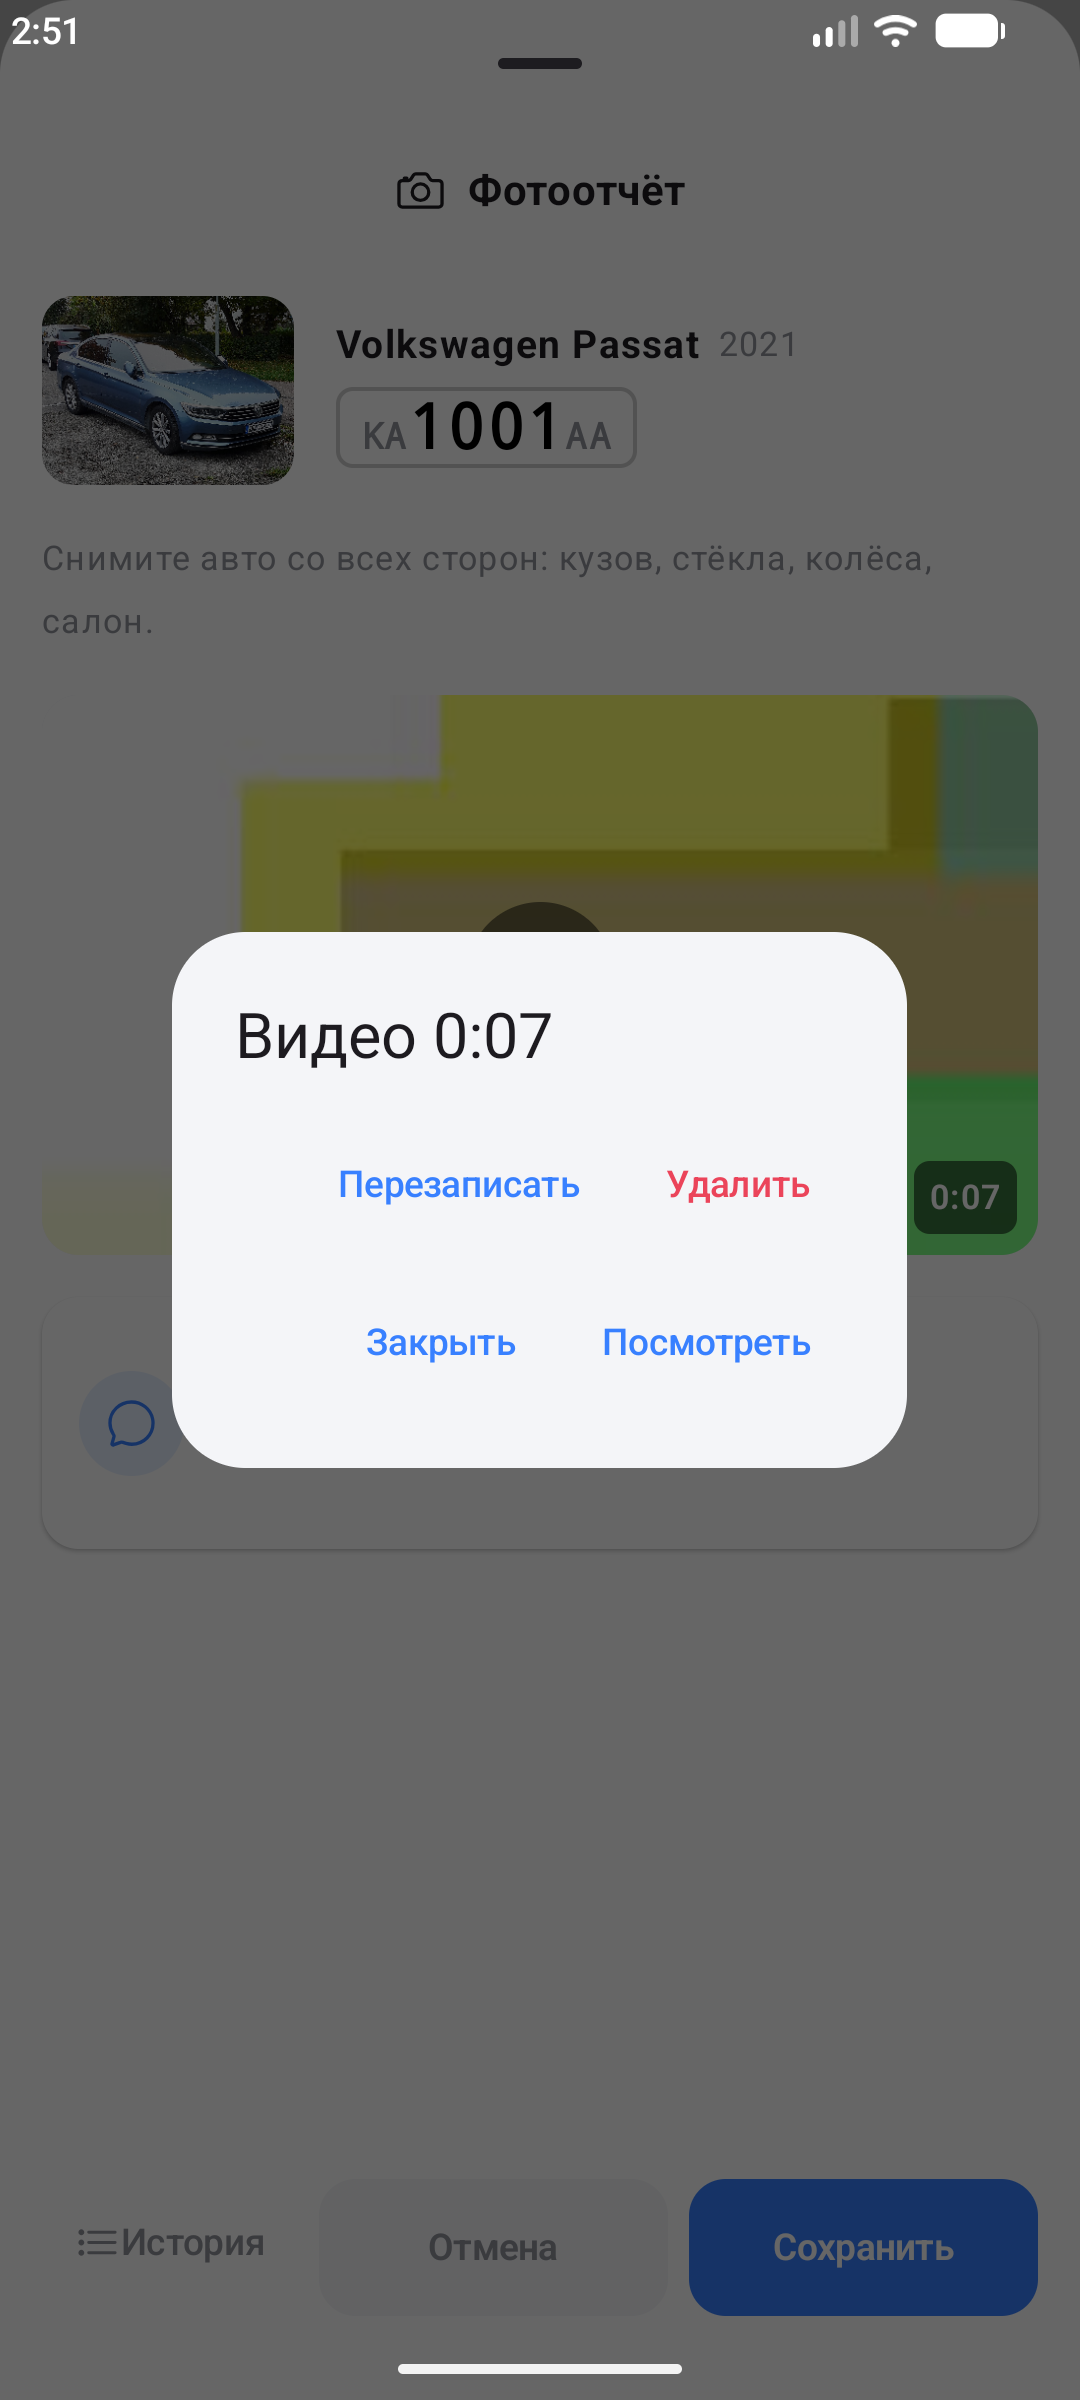 2:51
Фотоотчёт
Volkswagen Passat 2021
KA 1001 AA
Снимите авто со всех сторон: кузов, стёкла, колёса,
салон.
Видео 0:07
Перезаписать Удалить
0:07
Закрыть Посмотреть
История Отмена Сохранить